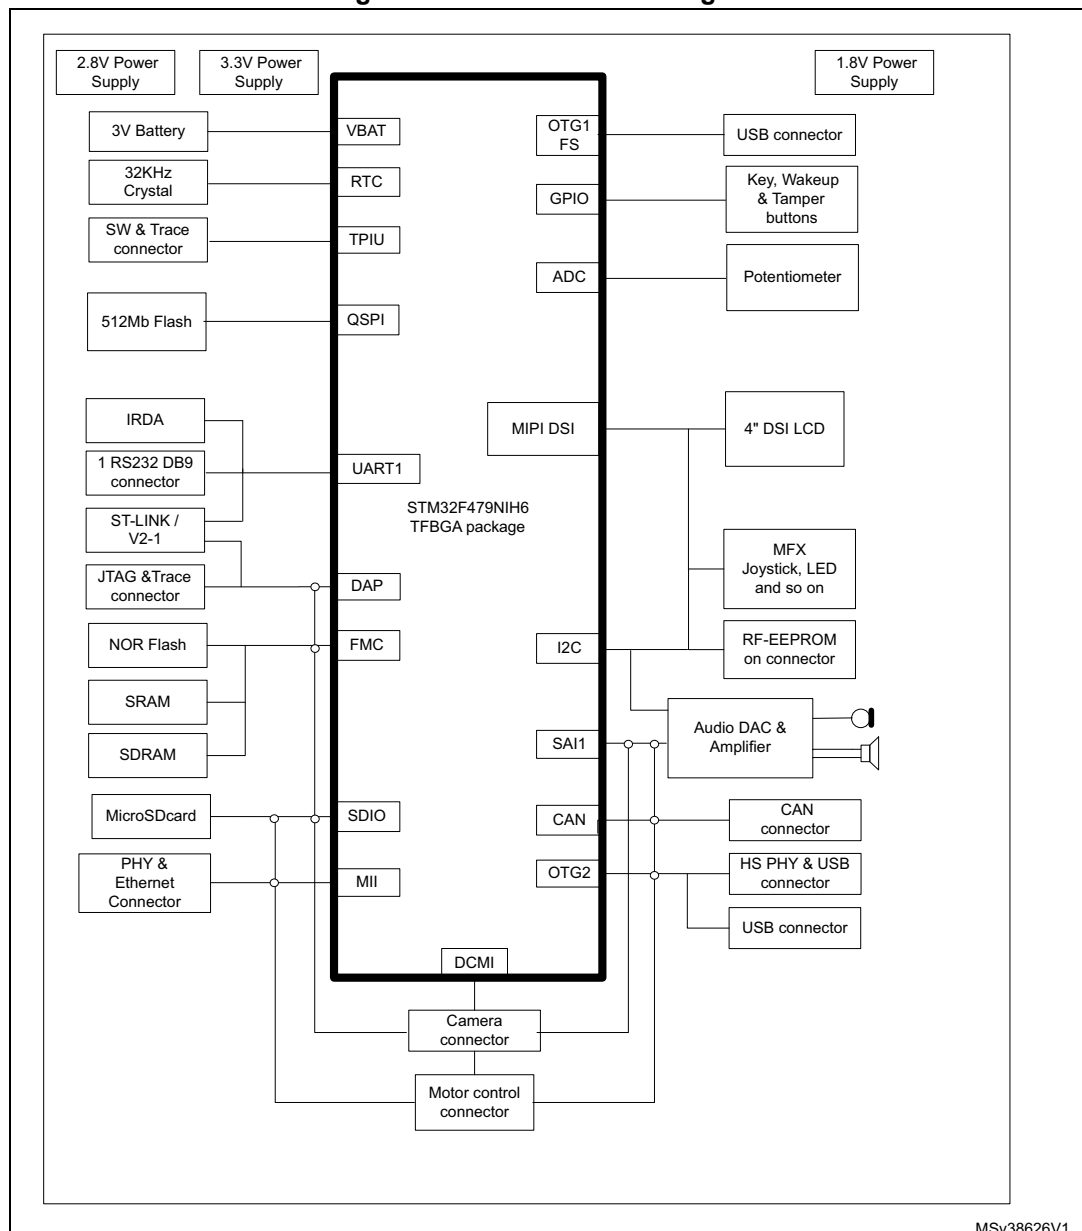 2.8V Power
Supply
3.3V Power
Supply
1.8V Power
Supply
3V Battery
VBAT
OTG1
FS
USB connector
32KHz
Crystal
RTC
GPIO
Key, Wakeup
& Tamper
buttons
SW & Trace
connector
TPIU
ADC
Potentiometer
512Mb Flash
QSPI
IRDA
MIPI DSI
4" DSI LCD
1 RS232 DB9
connector
UART1
STM32F479NIH6
TFBGA package
ST-LINK /
V2-1
MFX
Joystick, LED
and so on
JTAG &Trace
connector
DAP
NOR Flash
FMC
I2C
RF-EEPROM
on connector
SRAM
Audio DAC &
Amplifier
SDRAM
SAI1
MicroSDcard
SDIO
CAN
CAN
connector
PHY &
Ethernet
Connector
MII
OTG2
HS PHY & USB
connector
USB connector
DCMI
Camera
connector
Motor control
connector
MSv38626V1